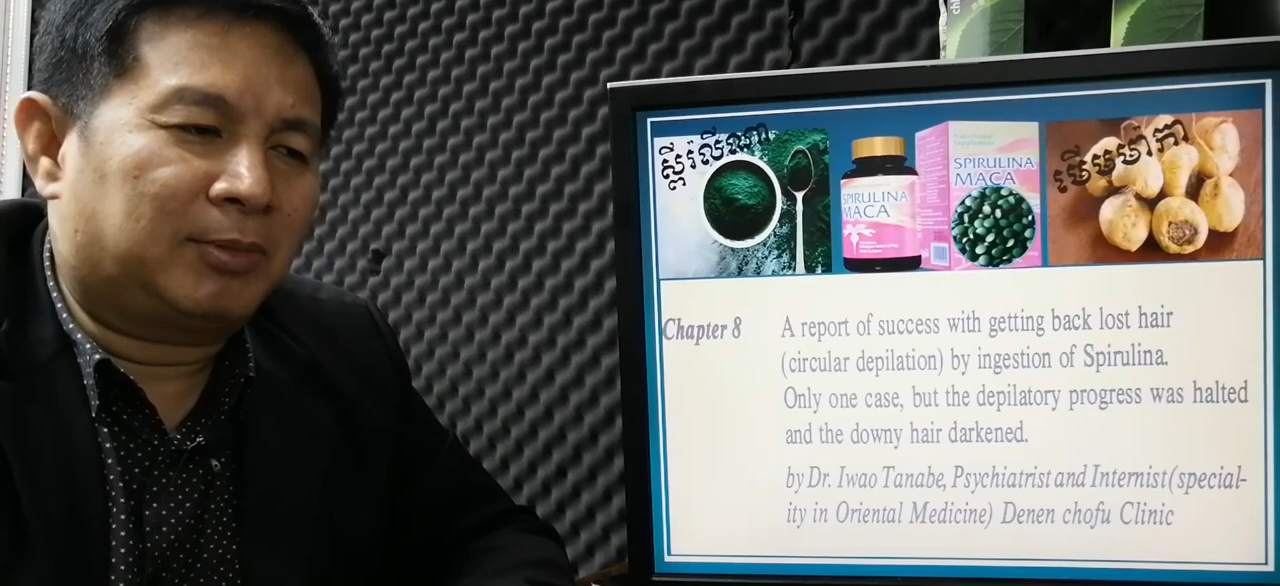 ស្ពីរូលីណា
មើមម៉ាកា
SPIRULINA
MACA
SPIRULINA
MACA
Chapter 8
A report of success with getting back lost hair
(circular depilation) by ingestion of Spirulina.
Only one case, but the depilatory progress was halted
and the downy hair darkened.
by Dr. Iwao Tanabe, Psychiatrist and Internist (special-
ity in Oriental Medicine) Denen chofu Clinic